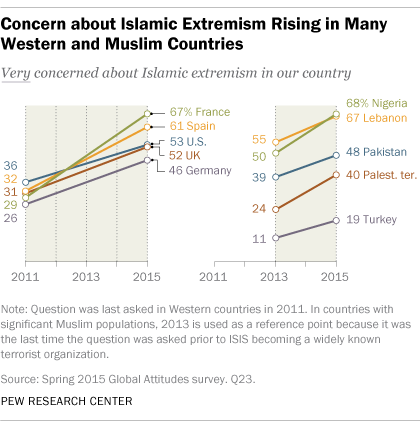 Concern about Islamic Extremism Rising in Many
Western and Muslim Countries
Very concerned about Islamic extremism in our country
67% France
61 Spain
53 U.S.
52 UK
46 Germany
36
32
31
29
26
2011
2013
2015
68% Nigeria
67 Lebanon
55
50
48 Pakistan
39
40 Palest. ter.
24
19 Turkey
11
2011
2013
2015
Note: Question was last asked in Western countries in 2011. In countries with
significant Muslim populations, 2013 is used as a reference point because it was
the last time the question was asked prior to ISIS becoming a widely known
terrorist organization.
Source: Spring 2015 Global Attitudes survey. Q23.
PEW RESEARCH CENTER